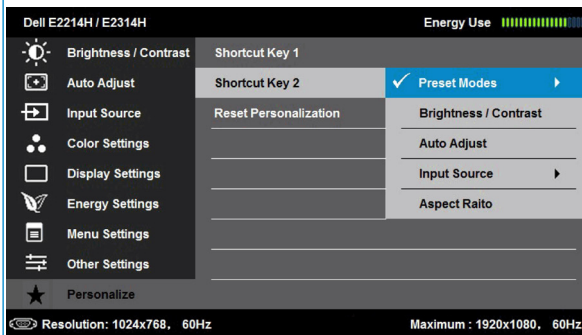 Dell E2214H / E2314H Energy Use
Brightness / Contrast Shortcut Key 1
Auto Adjust Shortcut Key 2 Preset Modes
Input Source Reset Personalization Brightness / Contrast
Color Settings Auto Adjust
Display Settings Input Source
Energy Settings Aspect Raito
Menu Settings
Other Settings
Personalize
Resolution: 1024x768, 60Hz Maximum : 1920x1080, 60Hz